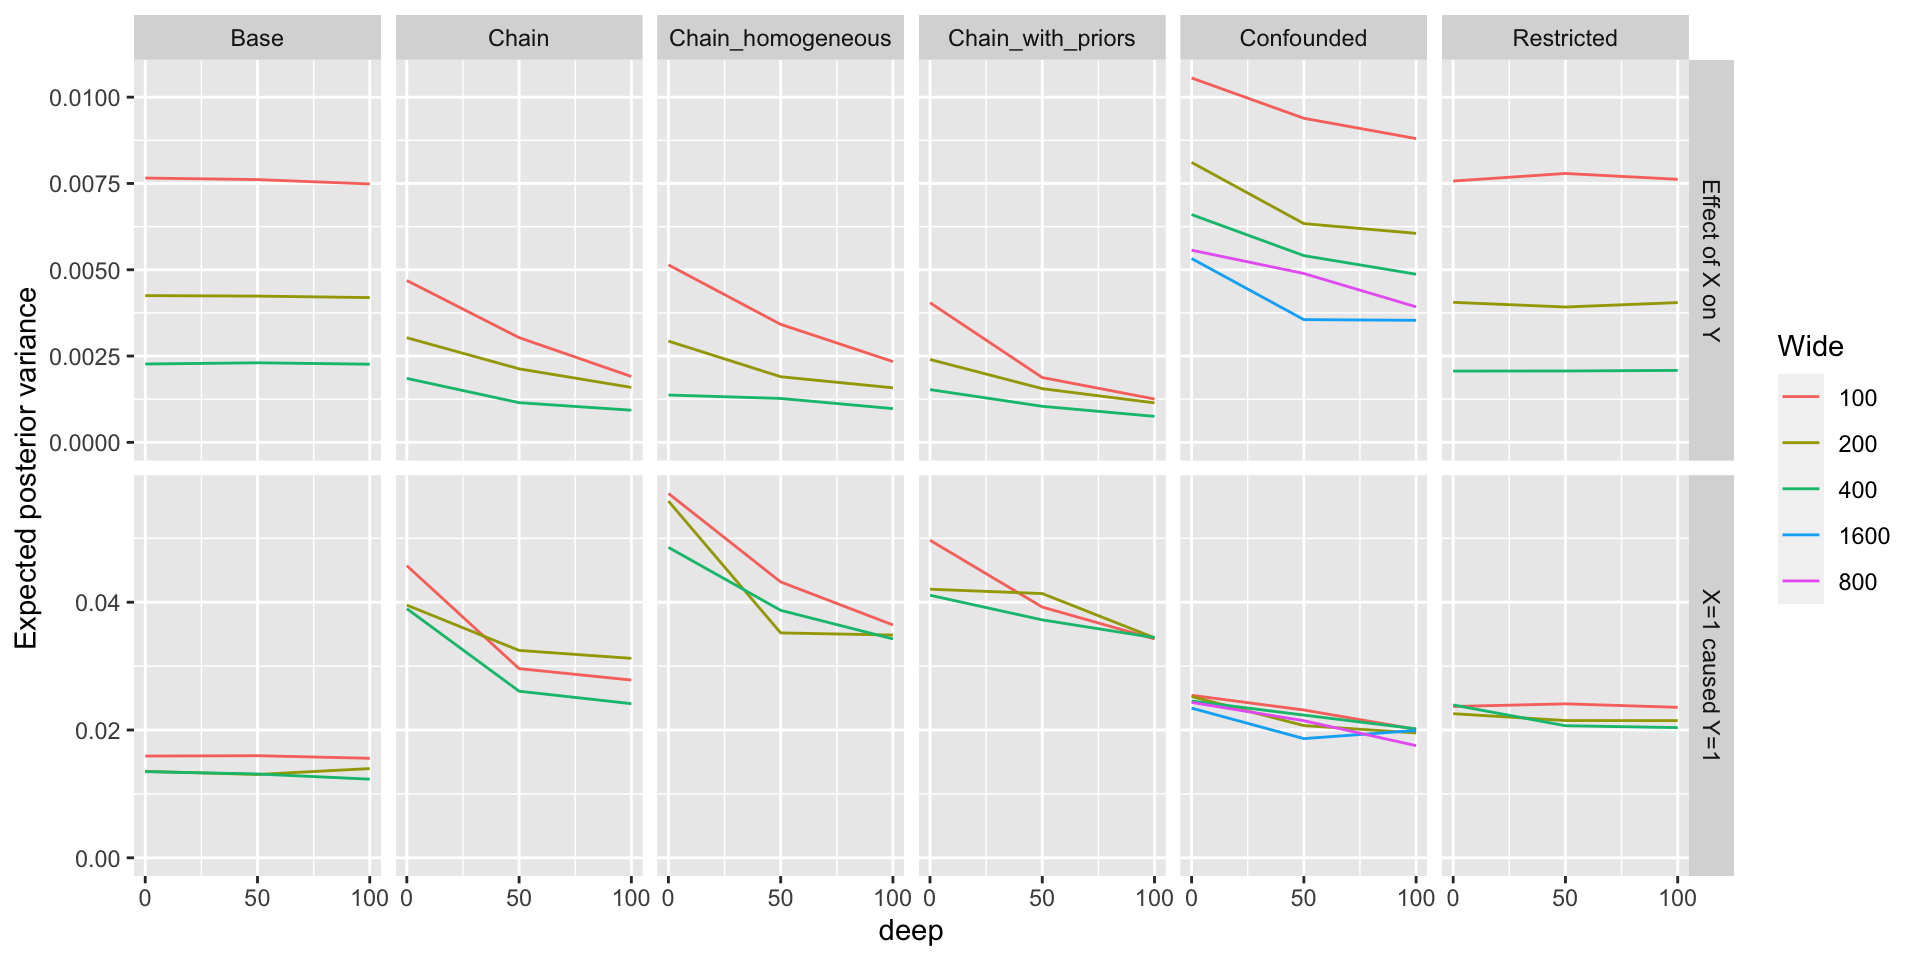 Base Chain Chain_homogeneous Chain_with_priors Confounded Restricted
0.0100
0.0075
0.0050
0.0025
0.0000
Effect of X on Y
0.04
0.02
0.00
X=1 caused Y=1
Expected posterior variance
0 50 100 0 50 100 0 50 100 0 50 100 0 50 100 0 50 100
deep
Wide
100
200
400
1600
800